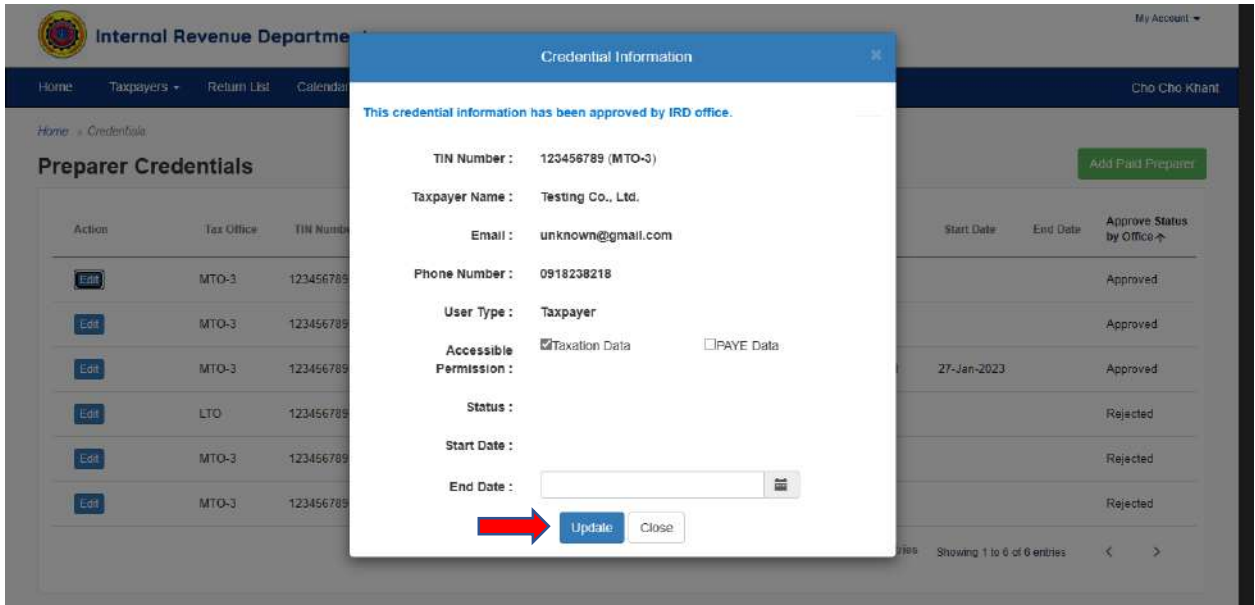 My Account
Internal Revenue Departme
Credential Information
×
Home Taxpayers Return List Calendar Cho Cho Khant
This credential information has been approved by IRD office.
Home » Credentials
Preparer Credentials
Add Paid Preparer
TIN Number : 123456789 (MTO-3)
Taxpayer Name : Testing Co., Ltd.
Email : unknown@gmail.com
Phone Number : 0918238218
User Type : Taxpayer
Accessible Permission : Taxation Data PAYE Data
Status :
Start Date :
End Date :
Update Close
Action Tax Office TIN Numbe Start Date End Date Approve Status by Office
Edit MTO-3 123456789 Approved
Edit MTO-3 123456789 Approved
Edit MTO-3 123456789 27-Jan-2023 Approved
Edit LTO 123456789 Rejected
Edit MTO-3 123456789 Rejected
Edit MTO-3 123456789 Rejected
Showing 1 to 6 of 6 entries < >